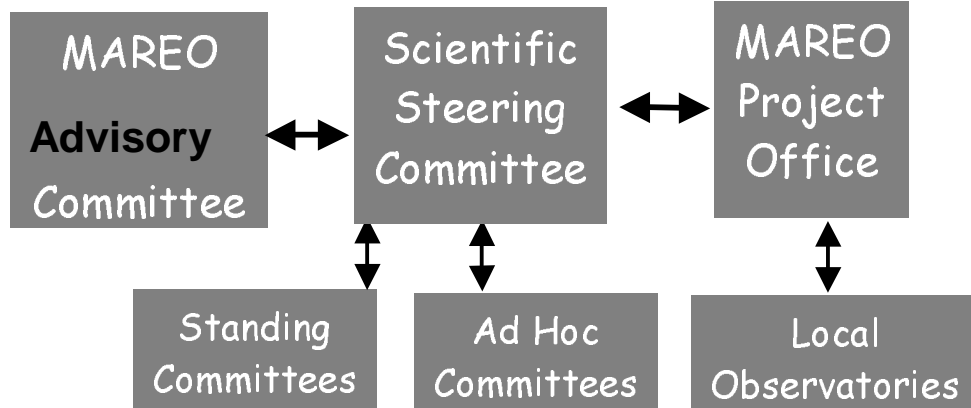 MAREO
Advisory
Committee
Scientific
Steering
Committee
MAREO
Project
Office
Standing
Committees
Ad Hoc
Committees
Local
Observatories